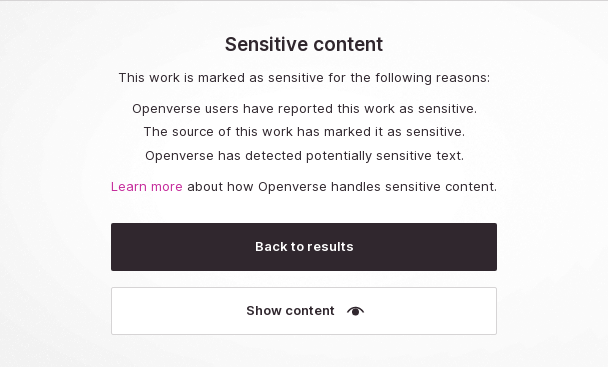 Sensitive content
This work is marked as sensitive for the following reasons:
Openverse users have reported this work as sensitive.
The source of this work has marked it as sensitive.
Openverse has detected potentially sensitive text.
Learn more about how Openverse handles sensitive content.
Back to results
Show content